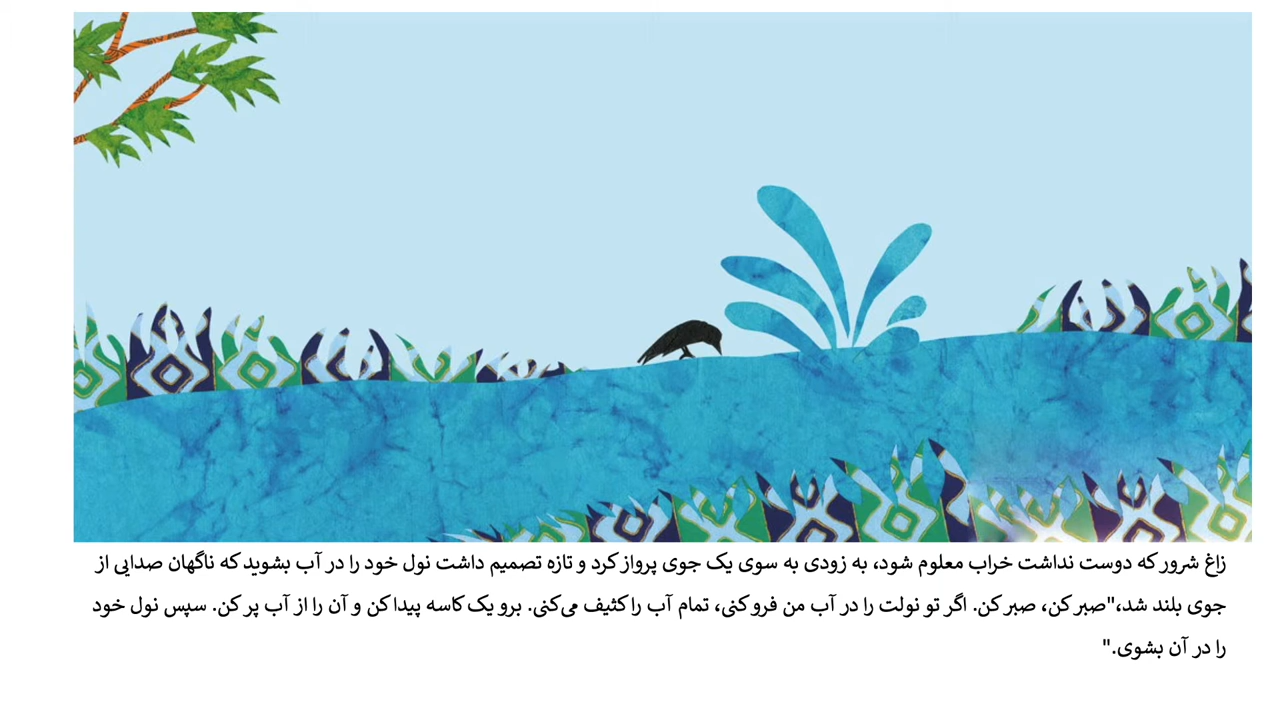 زاغ شرور که دوست نداشت خراب معلوم شود، به زودی به سوی یک جوی پرواز کرد و تازه تصمیم داشت نول خود را در آب بشوید که ناگهان صدایی از
جوی بلند شد،"صبر کن، صبر کن. اگر تو نولت را در آب من فرو کنی، تمام آب را کثیف می‌کنی. برو یک کاسه پیدا کن و آن را از آب پر کن. سپس نول خود
را در آن بشوی."